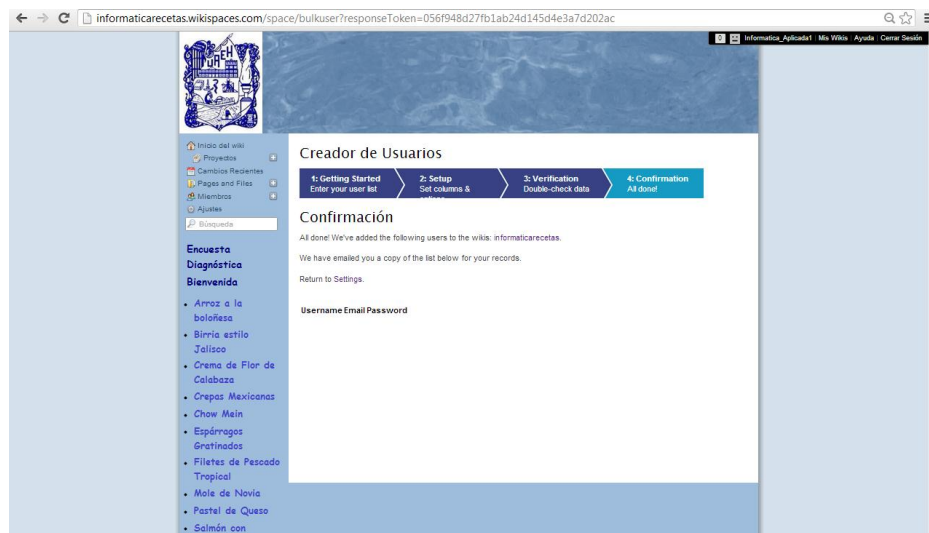 informaticarecetas.wikispaces.com/space/bulkuser?responseToken=056f948d27fb1ab24d145d4e3a7d202ac
0 Informatica_Aplicada1 | Mis Wikis | Ayuda | Cerrar Sesión
UAEH
Inicio del wiki
Proyectos
Cambios Recientes
Pages and Files
Miembros
Ajustes
Búsqueda
Encuesta
Diagnóstica
Bienvenida
• Arroz a la
boloñesa
• Birria estilo
Jalisco
• Crema de Flor de
Calabaza
• Crepas Mexicanas
• Chow Mein
• Espárragos
Gratinados
• Filetes de Pescado
Tropical
• Mole de Novia
• Pastel de Queso
• Salmón con
Creador de Usuarios
1: Getting Started
Enter your user list
2: Setup
Set columns &
options
3: Verification
Double-check data
4: Confirmation
All done!
Confirmación
All done! We've added the following users to the wikis: informaticarecetas.
We have emailed you a copy of the list below for your records.
Return to Settings.
Username Email Password